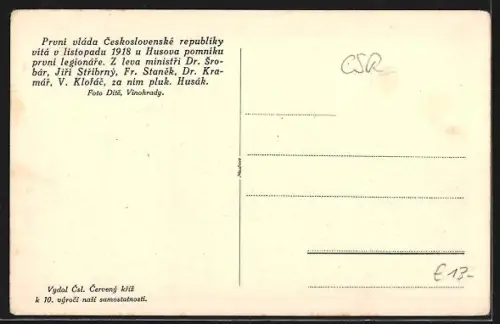 První vláda Československé republiky
vítá v listopadu 1918 u Husova pomníku
první legionáře. Z leva ministři Dr. Šro-
bár, Jiří Stříbrný, Fr. Staněk, Dr. Kra-
mář, V. Klofáč, za ním pluk. Husák.
Foto Dítě, Vinohrady.
Vydal Čsl. Červený kříž
k 10. výročí naší samostatnosti.
ČSR
€ 13-